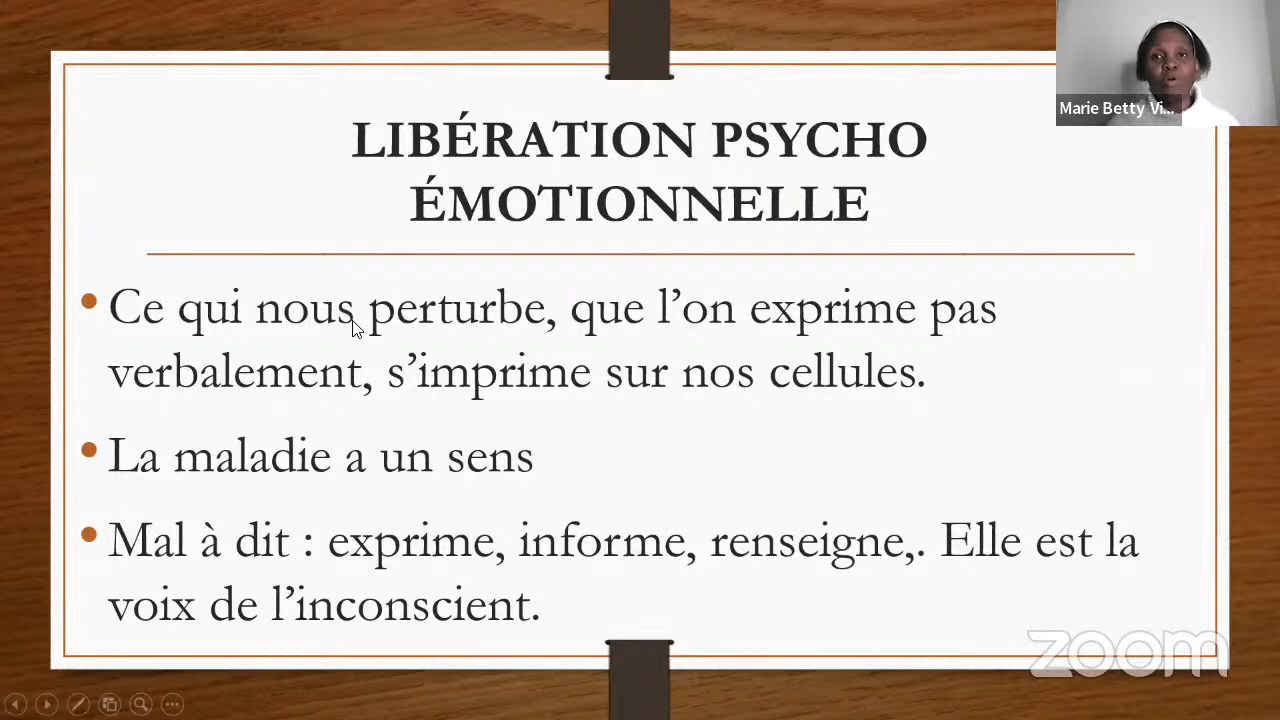 Marie Betty Vi...
LIBÉRATION PSYCHO
ÉMOTIONNELLE
• Ce qui nous perturbe, que l’on exprime pas
verbalement, s’imprime sur nos cellules.
• La maladie a un sens
• Mal à dit : exprime, informe, renseigne,. Elle est la
voix de l’inconscient.
zoom